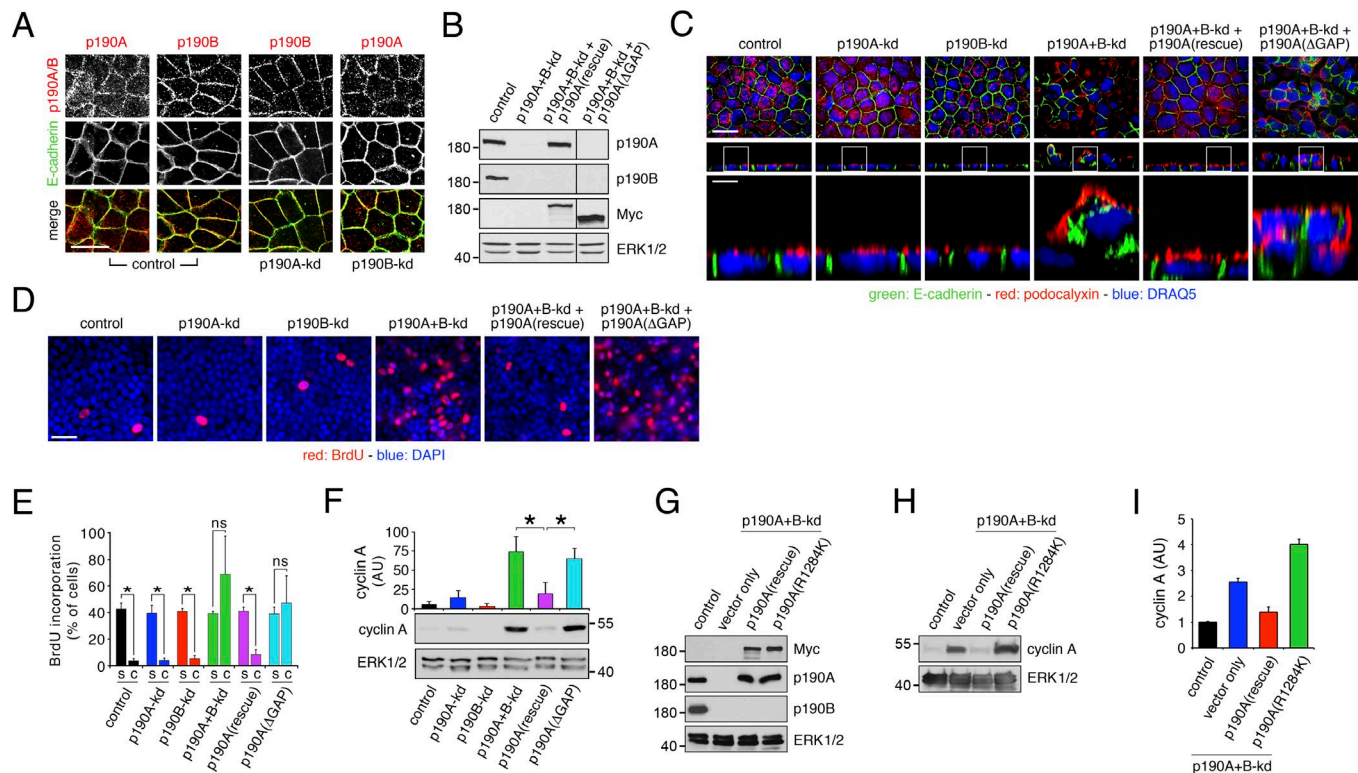 A
p190A
p190B
p190B
p190A
p190A/B
E-cadherin
merge
control
p190A-kd
p190B-kd
B
control
p190A+B-kd
p190A+B-kd +
p190A(rescue)
p190A+B-kd +
p190A(ΔGAP)
180
p190A
180
p190B
180
Myc
40
ERK1/2
C
control
p190A-kd
p190B-kd
p190A+B-kd
p190A+B-kd +
p190A(rescue)
p190A+B-kd +
p190A(ΔGAP)
green: E-cadherin - red: podocalyxin - blue: DRAQ5
D
control
p190A-kd
p190B-kd
p190A+B-kd
p190A+B-kd +
p190A(rescue)
p190A+B-kd +
p190A(ΔGAP)
red: BrdU - blue: DAPI
E
BrdU incorporation
(% of cells)
100
80
60
40
20
0
*
*
*
ns
*
ns
S C S C S C S C S C S C
control
p190A-kd
p190B-kd
p190A+B-kd
p190A(rescue)
p190A(ΔGAP)
F
cyclin A
(AU)
100
75
50
25
0
*
*
cyclin A
55
ERK1/2
40
control
p190A-kd
p190B-kd
p190A+B-kd
p190A(rescue)
p190A(ΔGAP)
G
p190A+B-kd
control
vector only
p190A(rescue)
p190A(R1284K)
180
Myc
180
p190A
180
p190B
40
ERK1/2
H
p190A+B-kd
control
vector only
p190A(rescue)
p190A(R1284K)
55
cyclin A
40
ERK1/2
I
cyclin A (AU)
5
4
3
2
1
0
control
vector only
p190A(rescue)
p190A(R1284K)
p190A+B-kd